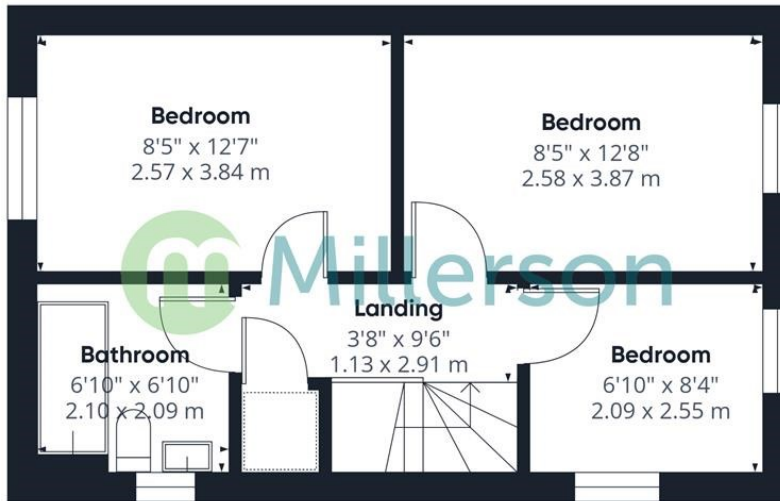 Bedroom
8'5" x 12'7"
2.57 x 3.84 m
Bedroom
8'5" x 12'8"
2.58 x 3.87 m
m Millerson
Landing
3'8" x 9'6"
1.13 x 2.91 m
Bathroom
6'10" x 6'10"
2.10 x 2.09 m
Bedroom
6'10" x 8'4"
2.09 x 2.55 m